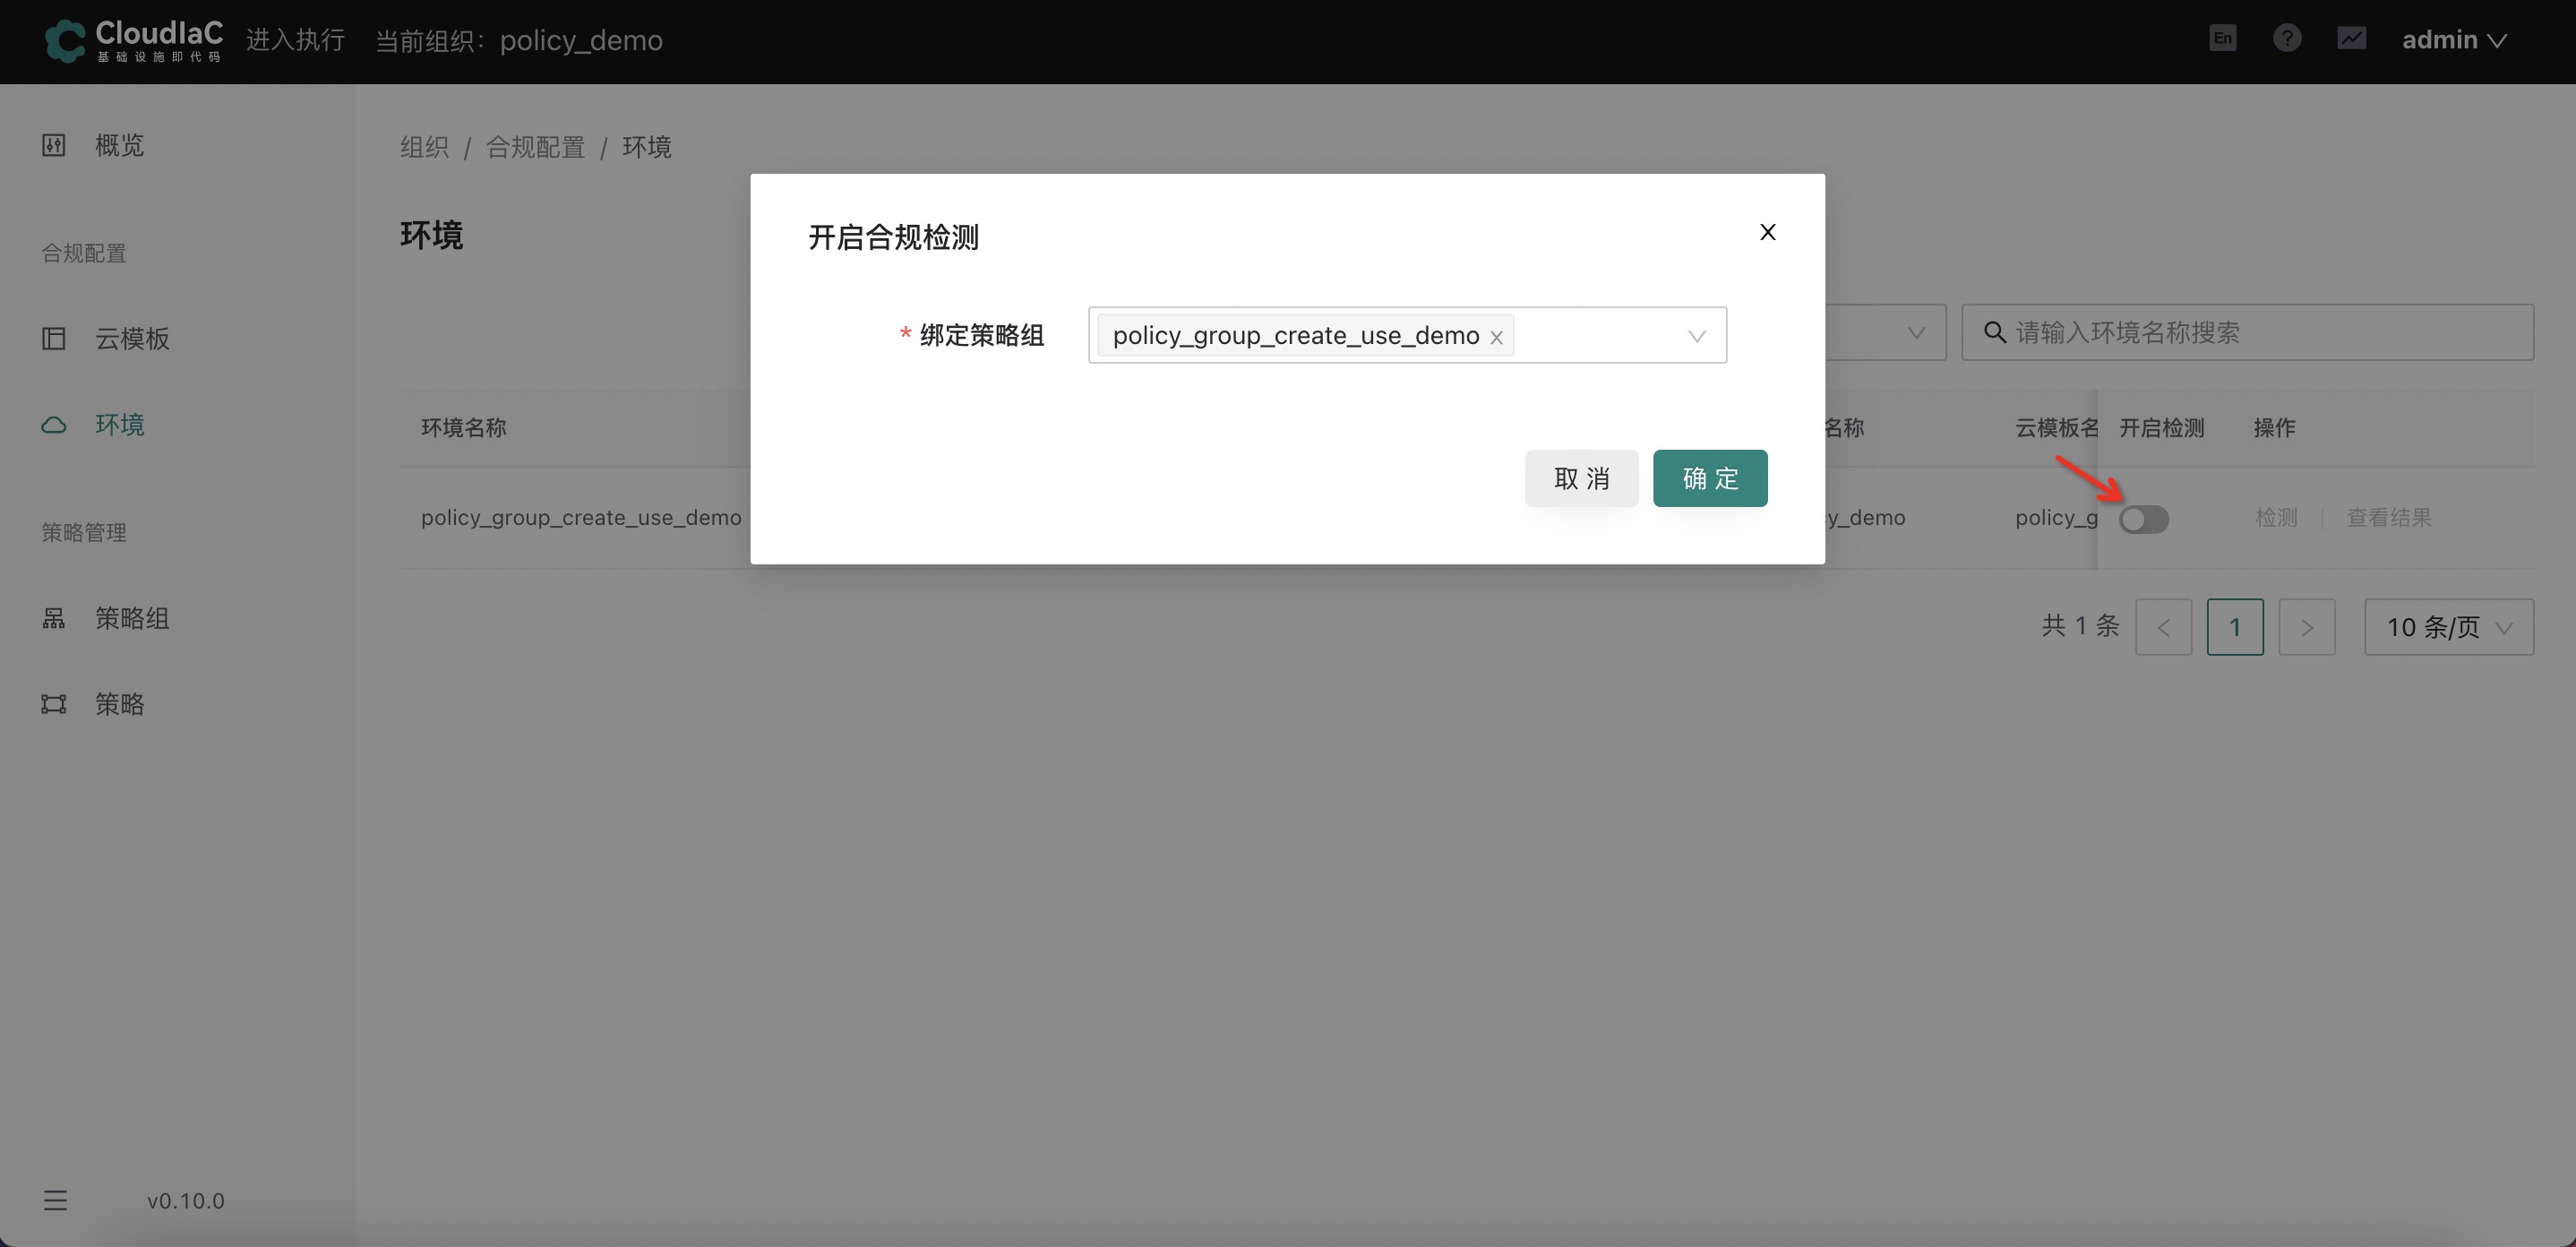 CloudIaC
基础设施即代码
进入执行
当前组织：policy_demo
En
?
admin
概览
合规配置
云模板
环境
策略管理
策略组
策略
v0.10.0
组织 / 合规配置 / 环境
环境
开启合规检测
X
* 绑定策略组
policy_group_create_use_demo
取 消
确 定
请输入环境名称搜索
环境名称
名称
云模板名
开启检测
操作
policy_group_create_use_demo
y_demo
policy_g
检测
查看结果
共 1 条
<
1
>
10 条/页